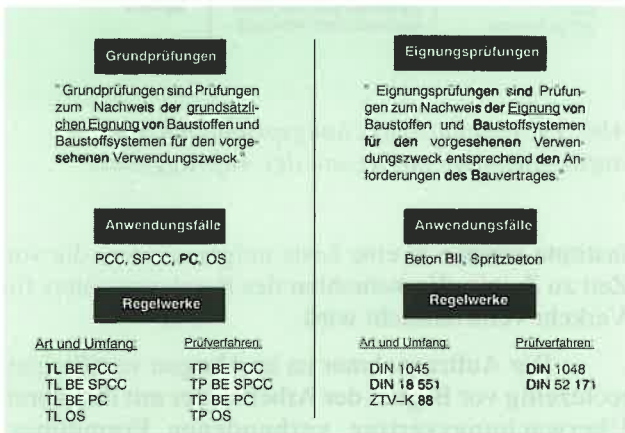 Grundprüfungen
" Grundprüfungen sind Prüfungen
zum Nachweis der grundsätzli-
chen Eignung von Baustoffen und
Baustoffsystemen für den vorge-
sehenen Verwendungszweck "
Anwendungsfälle
PCC, SPCC, PC, OS
Regelwerke
Art und Umfang: Prüfverfahren:
TL BE PCC TP BE PCC
TL BE SPCC TP BE SPCC
TL BE PC TP BE PC
TL OS TP OS
Eignungsprüfungen
" Eignungsprüfungen sind Prüfun-
gen zum Nachweis der Eignung von
Baustoffen und Baustoffsystemen
für den vorgesehenen Verwen-
dungszweck entsprechend den An-
forderungen des Bauvertrages "
Anwendungsfälle
Beton BII, Spritzbeton
Regelwerke
Art und Umfang: Prüfverfahren:
DIN 1045 DIN 1048
DIN 18 551 DIN 52 171
ZTV-K 88